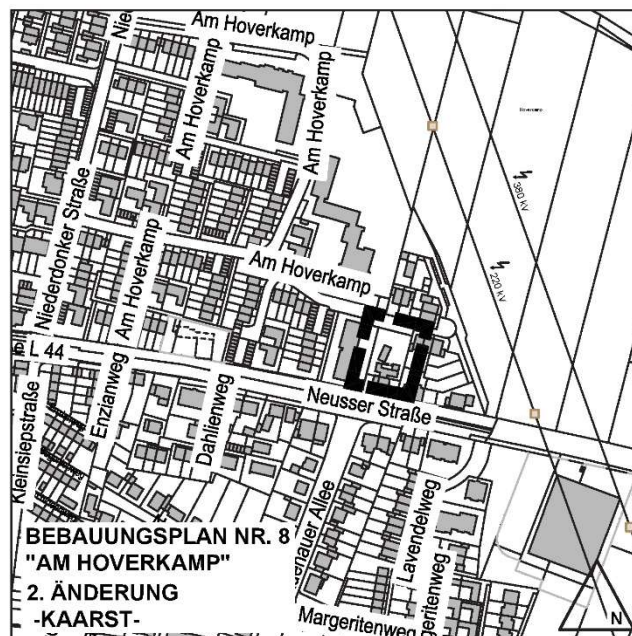 Am Hoverkamp
Am Hoverkamp
Am Hoverkamp
Niederdonker Straße
Am Hoverkamp
Am Hoverkamp
380 kV
220 kV
L 44
Neusser Straße
Kleinsiepstraße
Enzianweg
Dahlienweg
Lavendelweg
Margeritenweg
BEBAUUNGSPLAN NR. 8
"AM HOVERKAMP"
2. ÄNDERUNG
-KAARST-
N